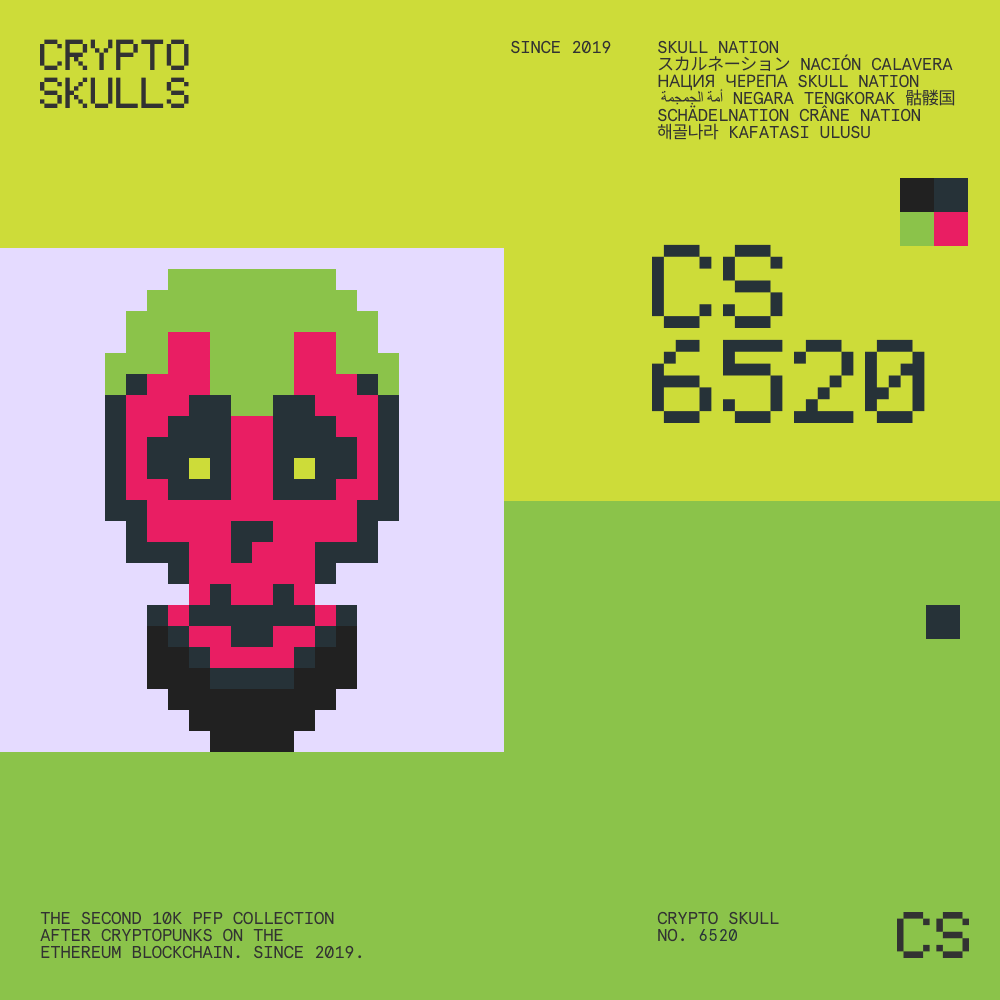 CRYPTO
SKULLS
SINCE 2019
SKULL NATION
スカルネーション NACIÓN CALAVERA
НАЦИЯ ЧЕРЕПА SKULL NATION
أمة الجمجمة NEGARA TENGKORAK 骷髅国
SCHÄDELNATION CRÂNE NATION
해골나라 KAFATASI ULUSU
CS
6520
THE SECOND 10K PFP COLLECTION
AFTER CRYPTOPUNKS ON THE
ETHEREUM BLOCKCHAIN. SINCE 2019.
CRYPTO SKULL
NO. 6520
CS